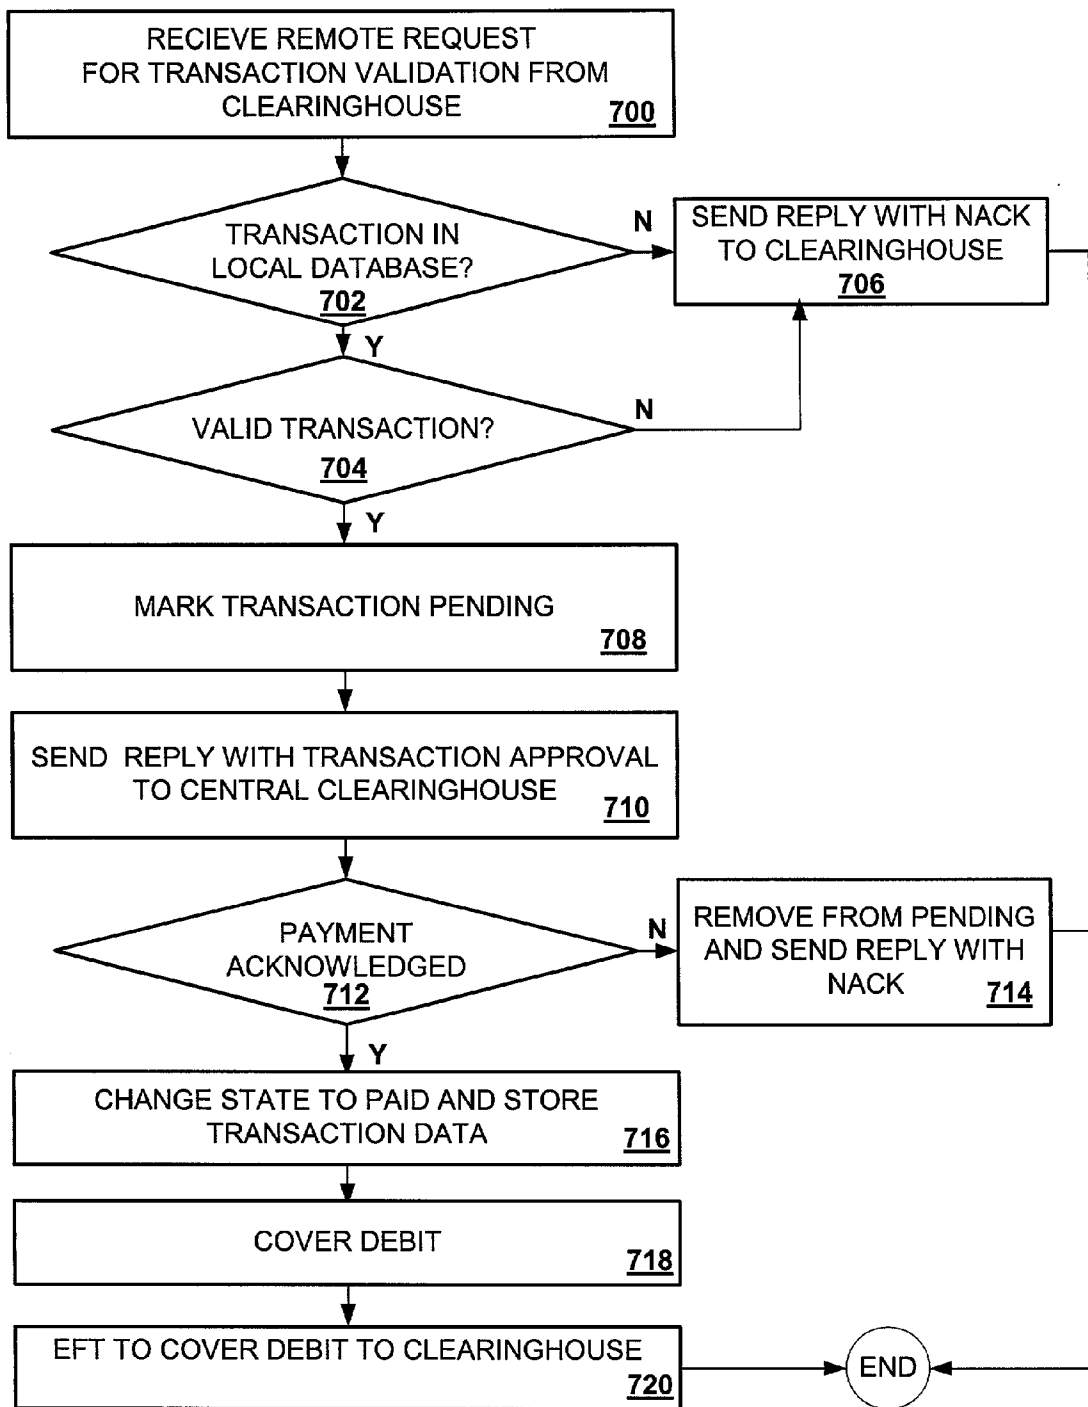 RECIEVE REMOTE REQUEST
FOR TRANSACTION VALIDATION FROM
CLEARINGHOUSE
700
TRANSACTION IN
LOCAL DATABASE?
702
N
SEND REPLY WITH NACK
TO CLEARINGHOUSE
706
Y
VALID TRANSACTION?
704
N
Y
MARK TRANSACTION PENDING
708
SEND REPLY WITH TRANSACTION APPROVAL
TO CENTRAL CLEARINGHOUSE
710
PAYMENT
ACKNOWLEDGED
712
N
REMOVE FROM PENDING
AND SEND REPLY WITH
NACK
714
Y
CHANGE STATE TO PAID AND STORE
TRANSACTION DATA
716
COVER DEBIT
718
EFT TO COVER DEBIT TO CLEARINGHOUSE
720
END